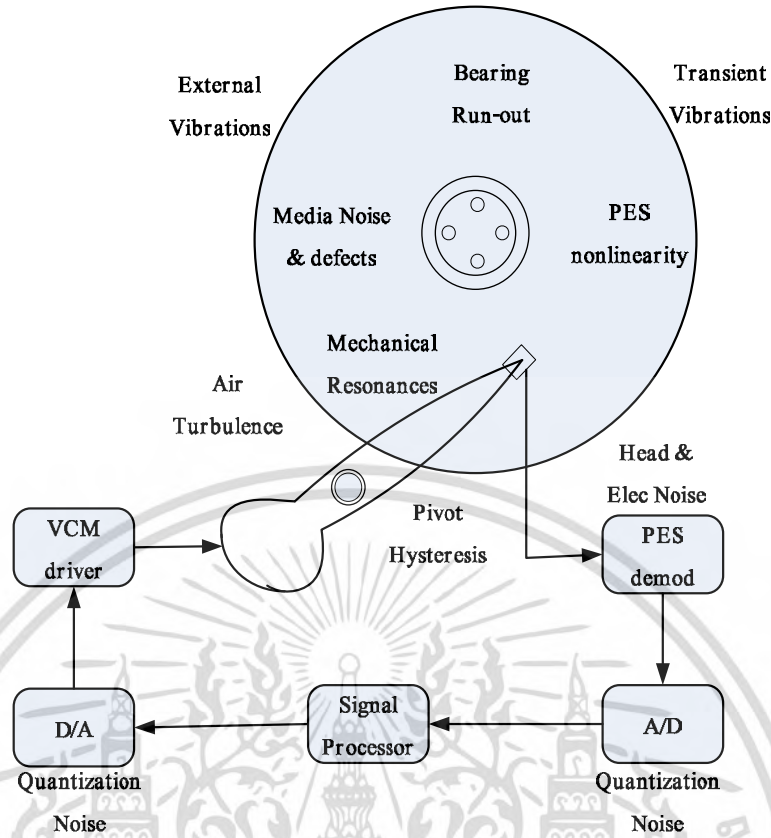 External
Vibrations
Bearing
Run-out
Transient
Vibrations
Media Noise
& defects
PES
nonlinearity
Mechanical
Resonances
Air
Turbulence
Head &
Elec Noise
Pivot
Hysteresis
VCM
driver
PES
demod
D/A
Signal
Processor
A/D
Quantization
Noise
Quantization
Noise